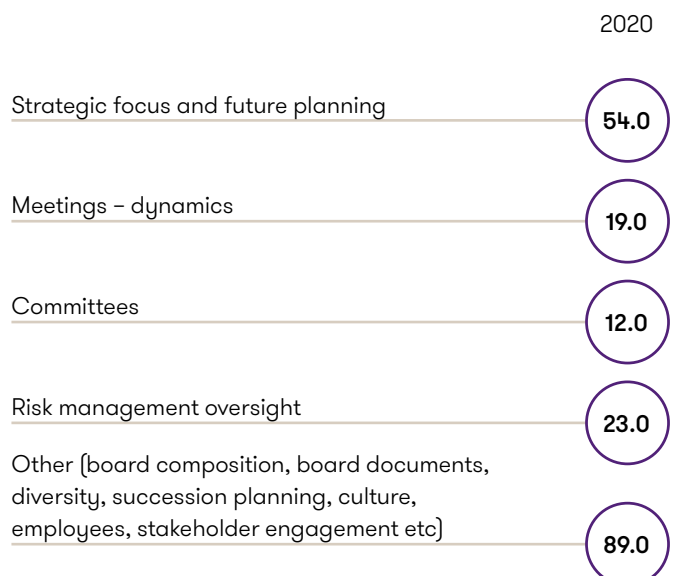 2020
Strategic focus and future planning
54.0
Meetings – dynamics
19.0
Committees
12.0
Risk management oversight
23.0
Other (board composition, board documents,
diversity, succession planning, culture,
employees, stakeholder engagement etc)
89.0